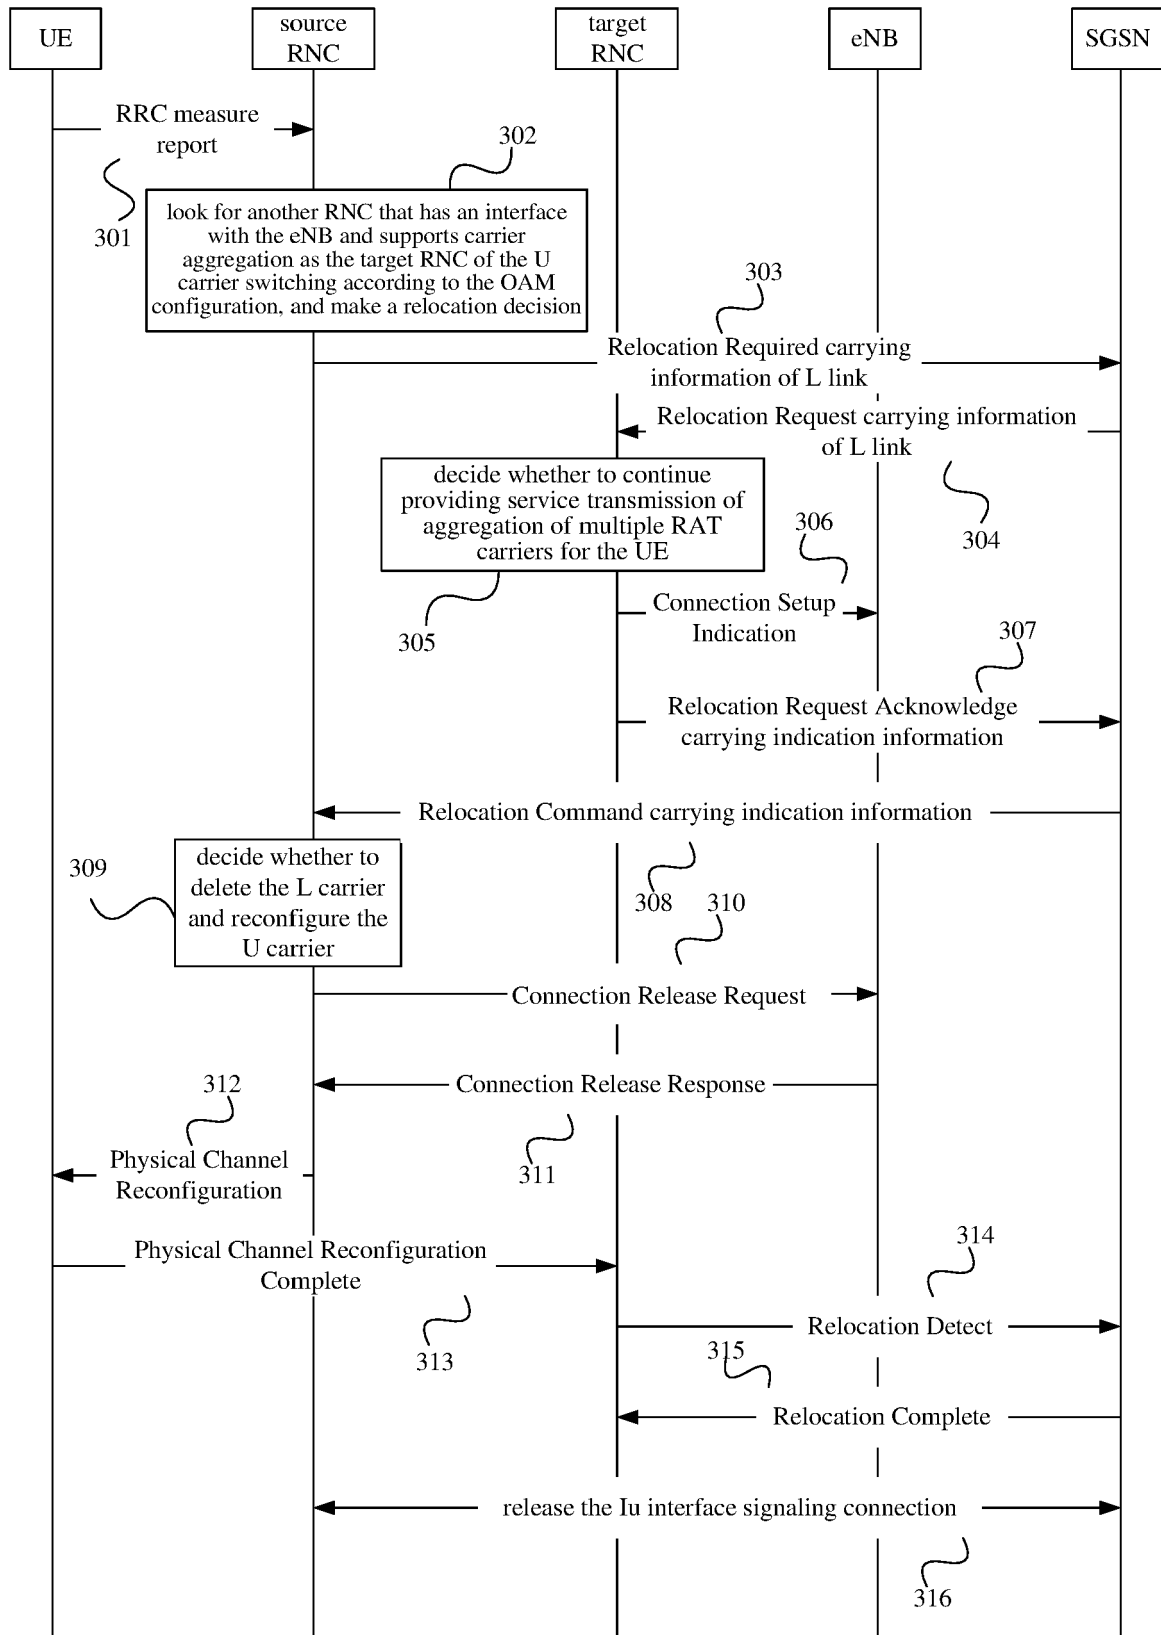 UE
source
RNC
target
RNC
eNB
SGSN
RRC measure
report
301
302
look for another RNC that has an interface
with the eNB and supports carrier
aggregation as the target RNC of the U
carrier switching according to the OAM
configuration, and make a relocation decision
303
Relocation Required carrying
information of L link
Relocation Request carrying information
of L link
304
decide whether to continue
providing service transmission of
aggregation of multiple RAT
carriers for the UE
305
306
Connection Setup
Indication
307
Relocation Request Acknowledge
carrying indication information
Relocation Command carrying indication information
308
309
decide whether to
delete the L carrier
and reconfigure the
U carrier
310
Connection Release Request
Connection Release Response
311
312
Physical Channel
Reconfiguration
Physical Channel Reconfiguration
Complete
313
314
Relocation Detect
315
Relocation Complete
release the Iu interface signaling connection
316